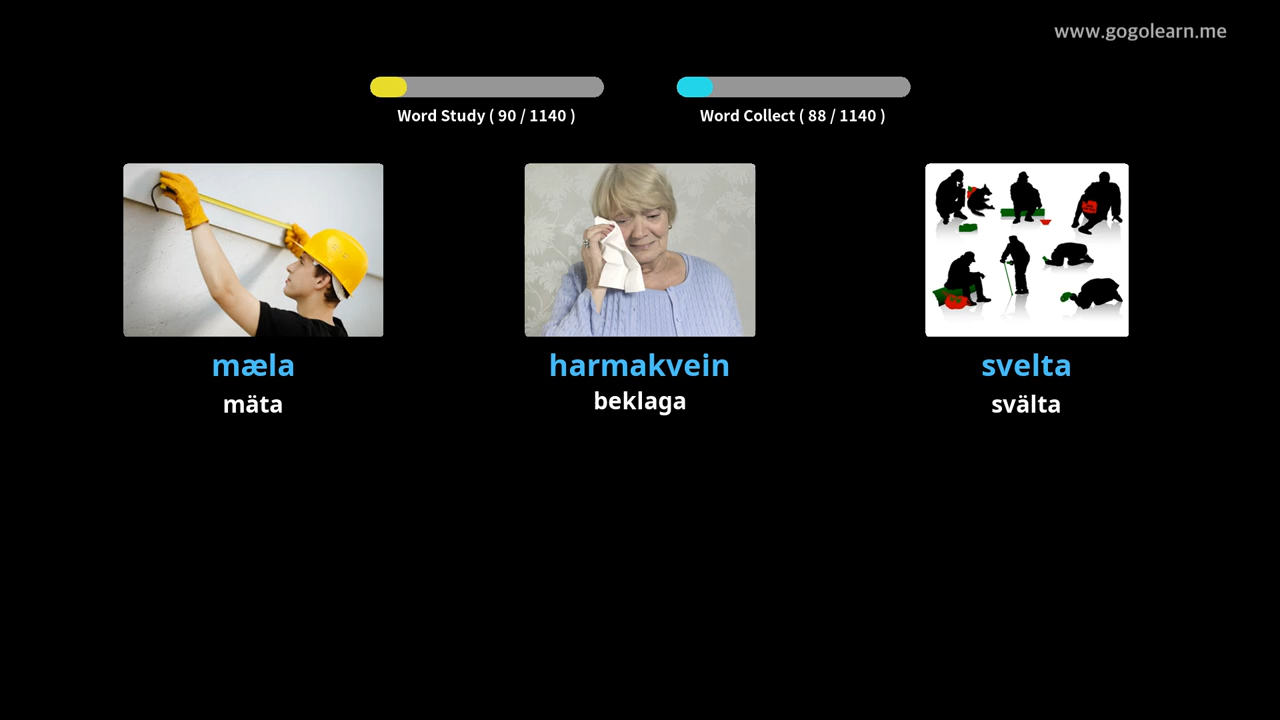 www.gogolearn.me
Word Study ( 90 / 1140 )
Word Collect ( 88 / 1140 )
mæla
mäta
harmakvein
beklaga
svelta
svälta